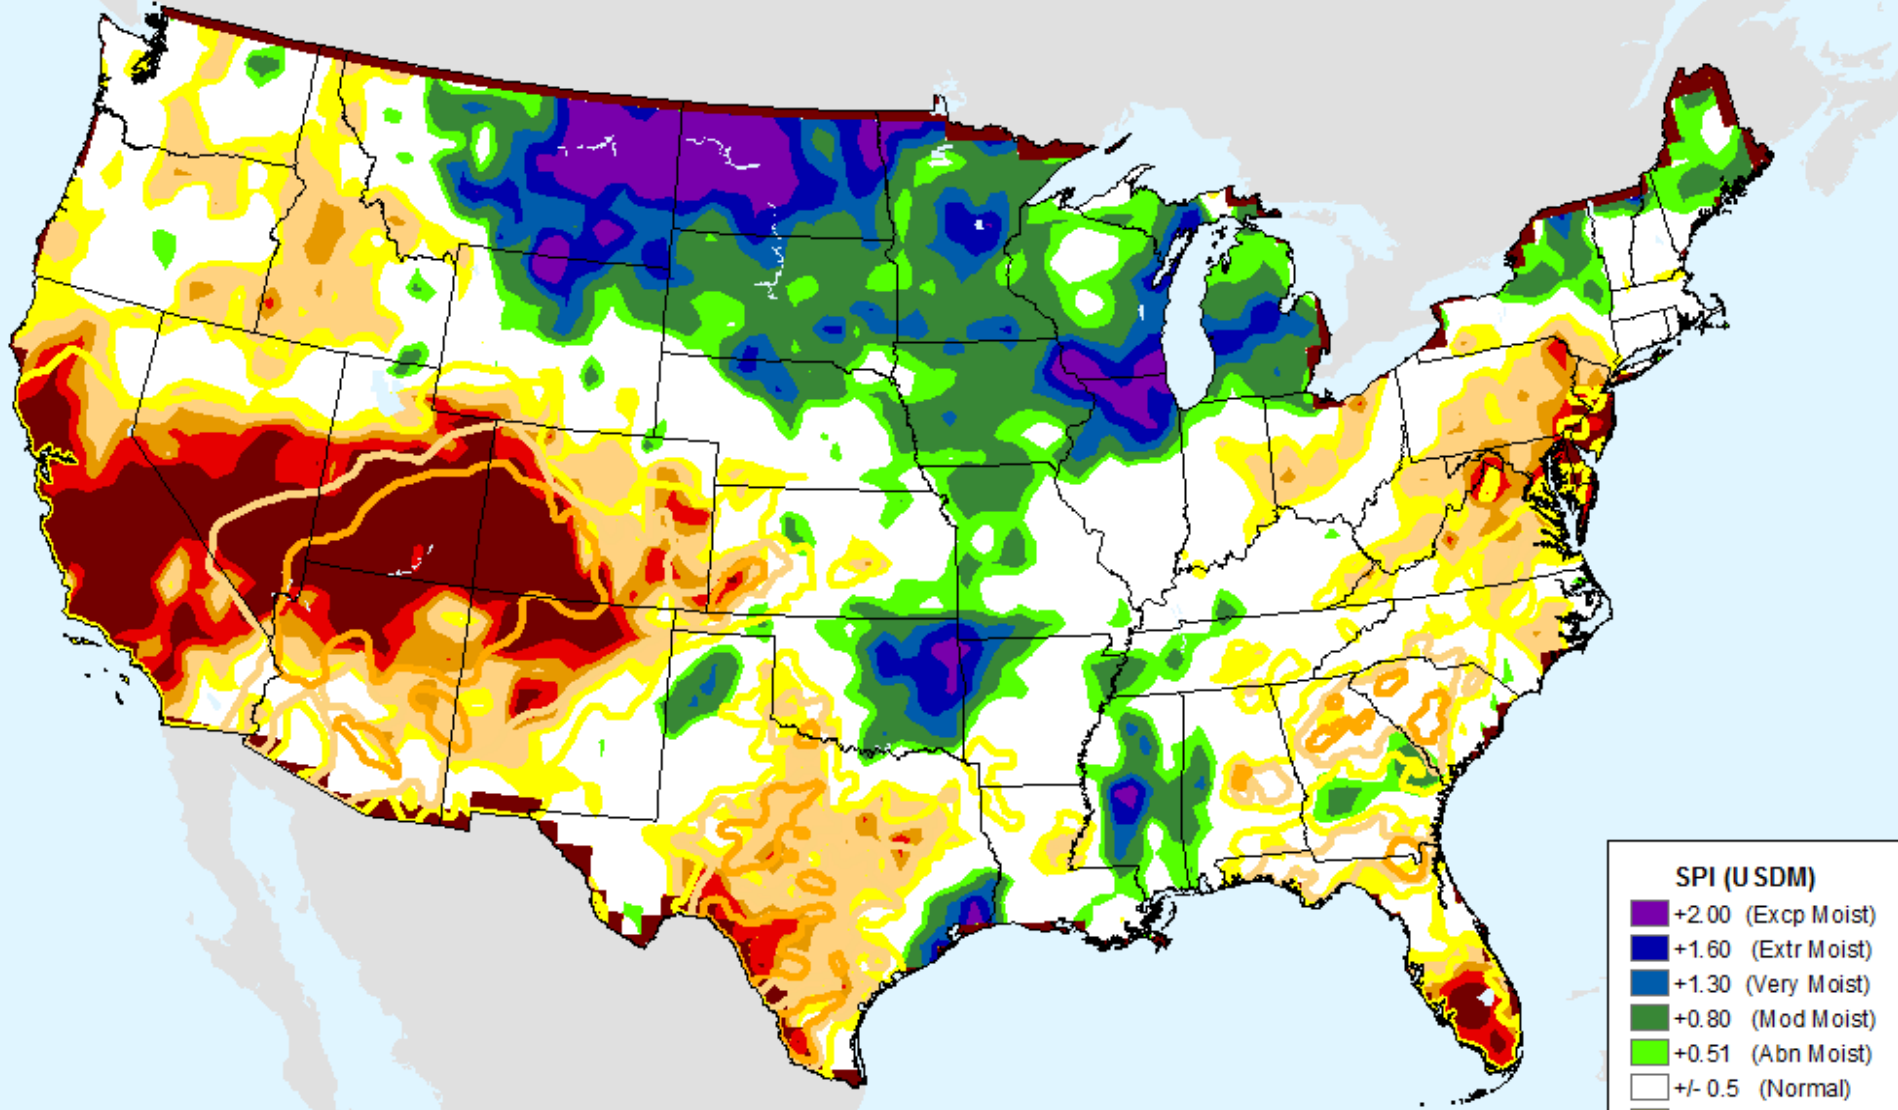 SPI (USDM)
+2.00 (Excp Moist)
+1.60 (Extr Moist)
+1.30 (Very Moist)
+0.80 (Mod Moist)
+0.51 (Abn Moist)
+/- 0.5 (Normal)